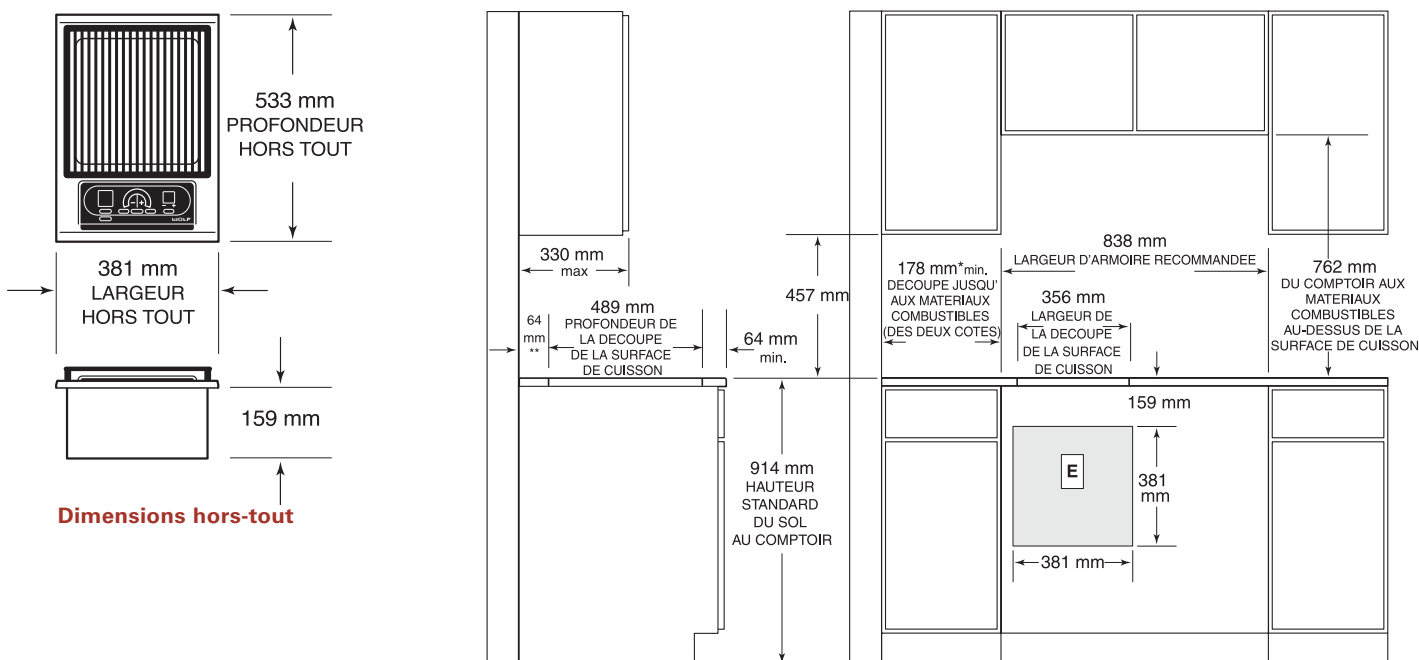 533 mm
PROFONDEUR
HORS TOUT
WOLF
381 mm
LARGEUR
HORS TOUT
159 mm
Dimensions hors-tout
330 mm
max
457 mm
64
mm
**
489 mm
PROFONDEUR DE
LA DECOUPE
DE LA SURFACE
DE CUISSON
64 mm
min.
914 mm
HAUTEUR
STANDARD
DU SOL
AU COMPTOIR
838 mm
LARGEUR D'ARMOIRE RECOMMANDEE
178 mm*min.
DECOUPE JUSQU'
AUX MATERIAUX
COMBUSTIBLES
(DES DEUX COTES)
356 mm
LARGEUR DE
LA DECOUPE
DE LA SURFACE
DE CUISSON
762 mm
DU COMPTOIR AUX
MATERIAUX
COMBUSTIBLES
AU-DESSUS DE LA
SURFACE DE CUISSON
159 mm
E
381
mm
381 mm